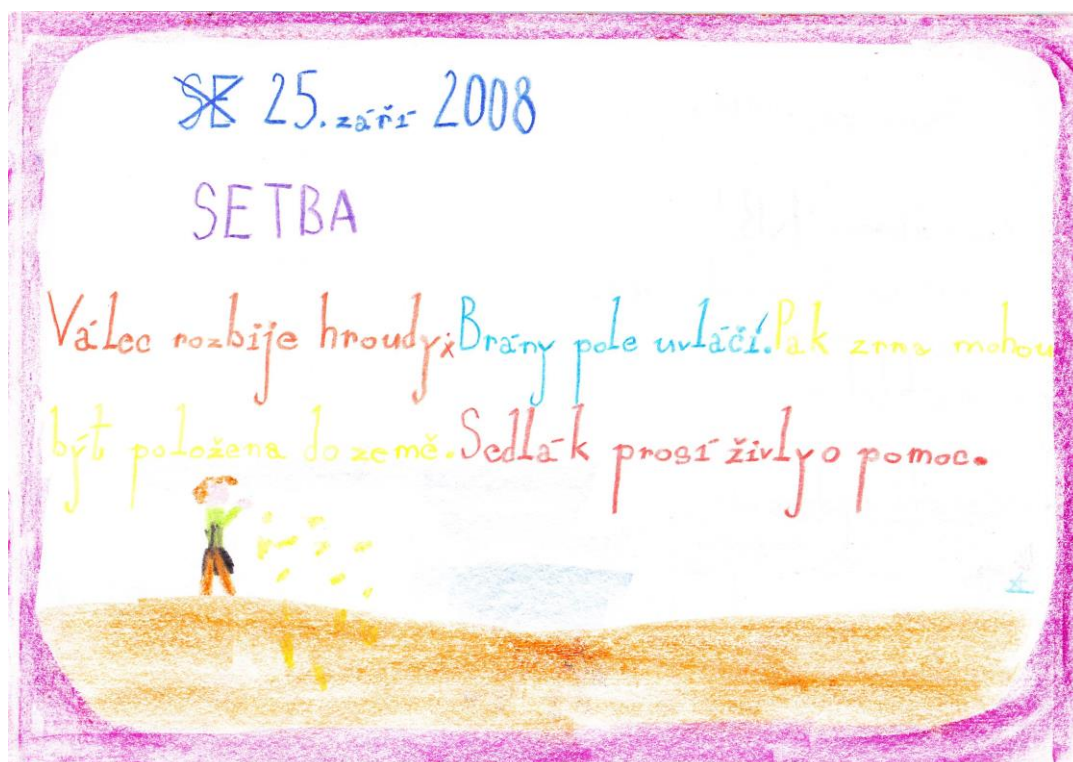 25. září 2008
SETBA
Válec rozbije hroudy. Brány pole uvláčí. Pak zrna mohou
být položena do země. Sedlák prosí živly o pomoc.